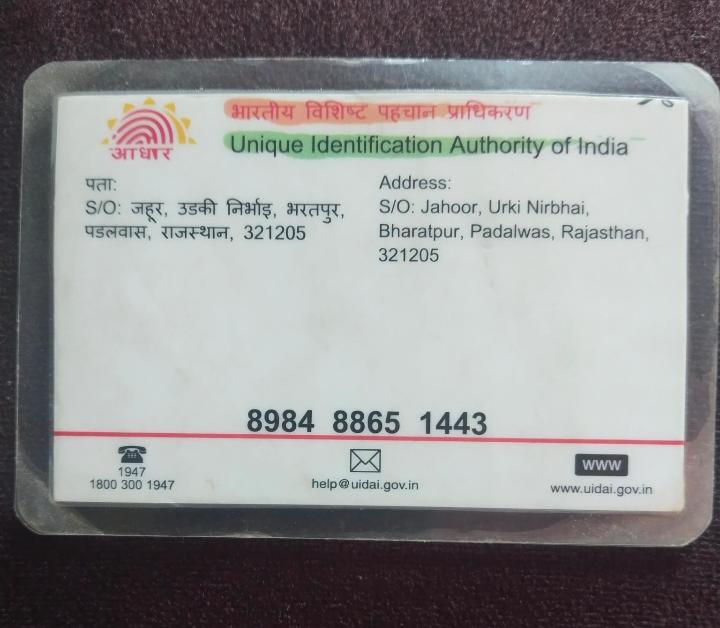 भारतीय विशिष्ट पहचान प्राधिकरण
Unique Identification Authority of India
आधार
पता:
S/O: जहूर, उडकी निर्भाइ, भरतपुर,
पडलवास, राजस्थान, 321205
Address:
S/O: Jahoor, Urki Nirbhai,
Bharatpur, Padalwas, Rajasthan,
321205
8984 8865 1443
1947
1800 300 1947
help@uidai.gov.in
www
www.uidai.gov.in